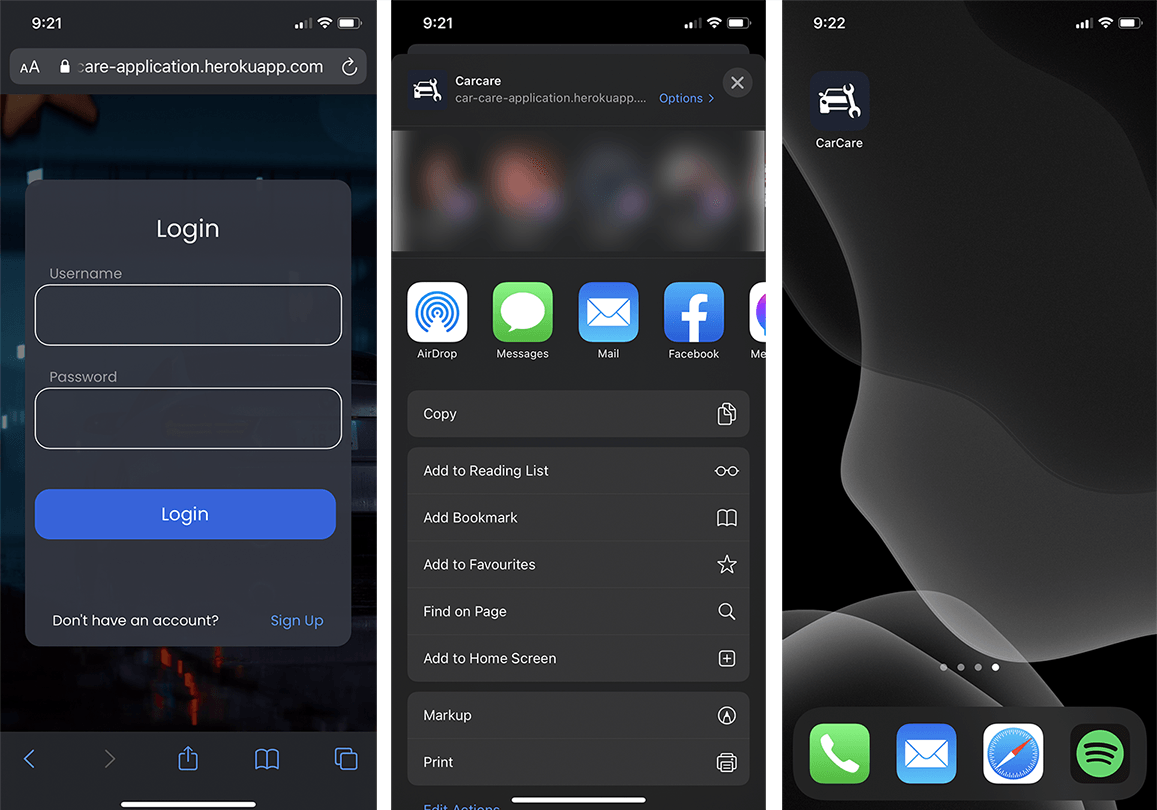 9:21
AA care-application.herokuapp.com
Login
Username
Password
Login
Don't have an account? Sign Up
9:21
Carcare
car-care-application.herokuapp.... Options
AirDrop Messages Mail Facebook Me
Copy
Add to Reading List
Add Bookmark
Add to Favourites
Find on Page
Add to Home Screen
Markup
Print
Edit Actions
9:22
CarCare